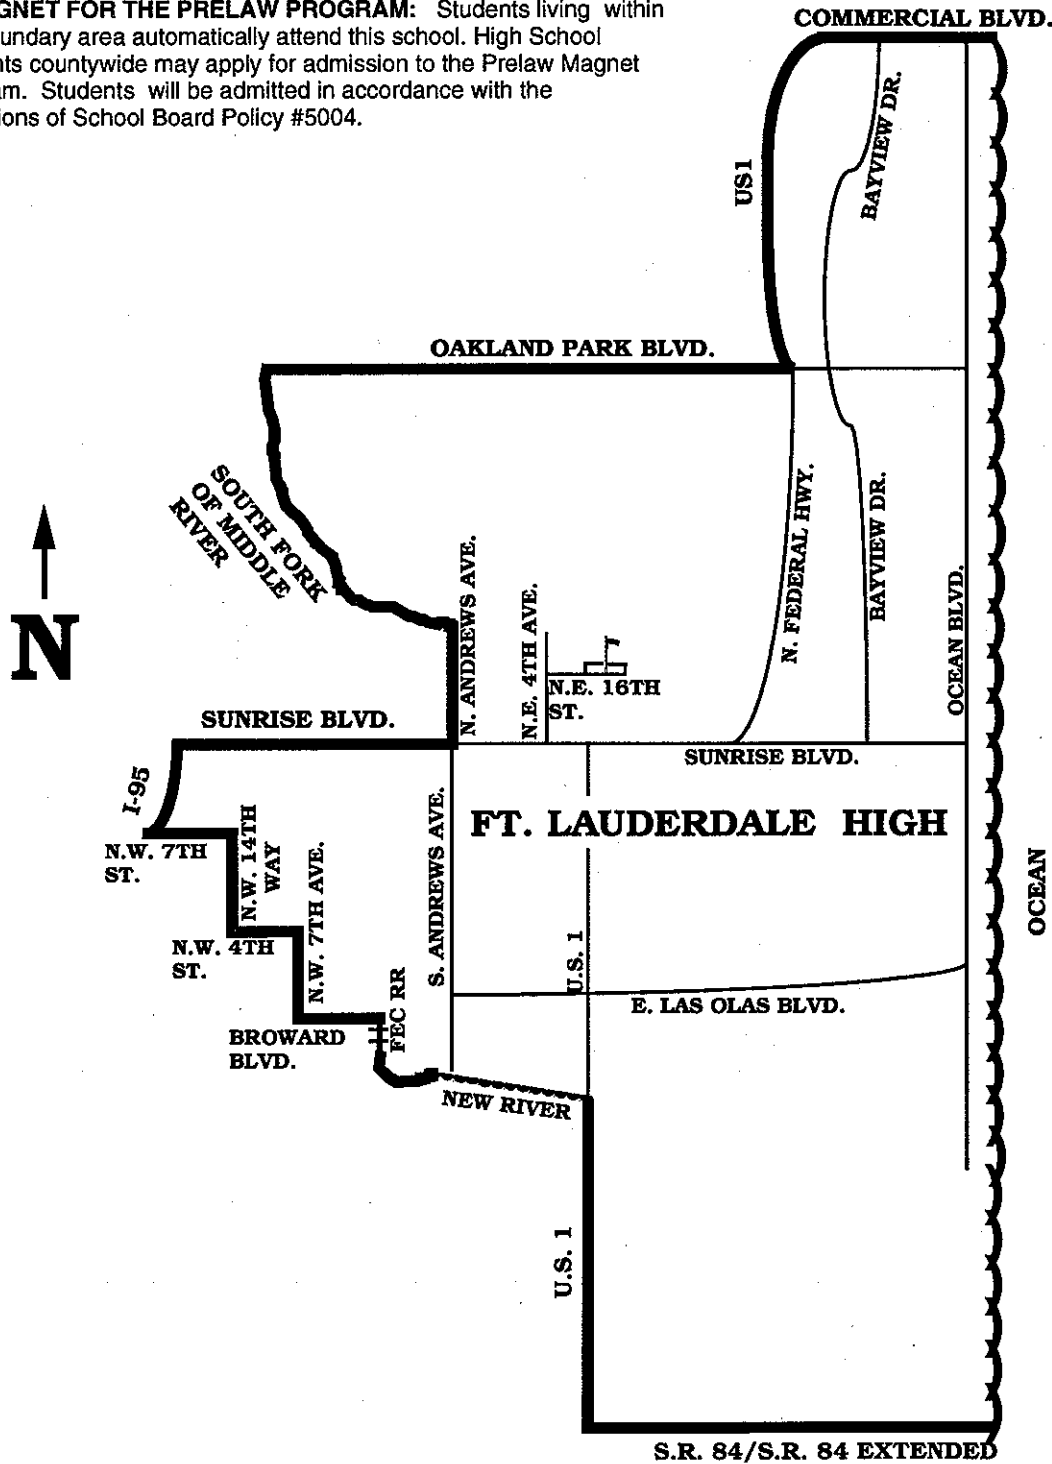 GNET FOR THE PRELAW PROGRAM: Students living within
undary area automatically attend this school. High School
nts countywide may apply for admission to the Prelaw Magnet
am. Students will be admitted in accordance with the
ions of School Board Policy #5004.
COMMERCIAL BLVD.
BAYVIEW DR.
US1
OAKLAND PARK BLVD.
SOUTH FORK
OF MIDDLE
RIVER
N. FEDERAL HWY.
BAYVIEW DR.
OCEAN BLVD.
N. ANDREWS AVE.
N.E. 4TH AVE.
N.E. 16TH
ST.
N
SUNRISE BLVD.
SUNRISE BLVD.
I-95
FT. LAUDERDALE HIGH
N.W. 7TH
ST.
N.W. 14TH
WAY
N.W. 7TH AVE.
S. ANDREWS AVE.
OCEAN
N.W. 4TH
ST.
U.S. 1
E. LAS OLAS BLVD.
FEC RR
BROWARD
BLVD.
NEW RIVER
U.S. 1
S.R. 84/S.R. 84 EXTENDED